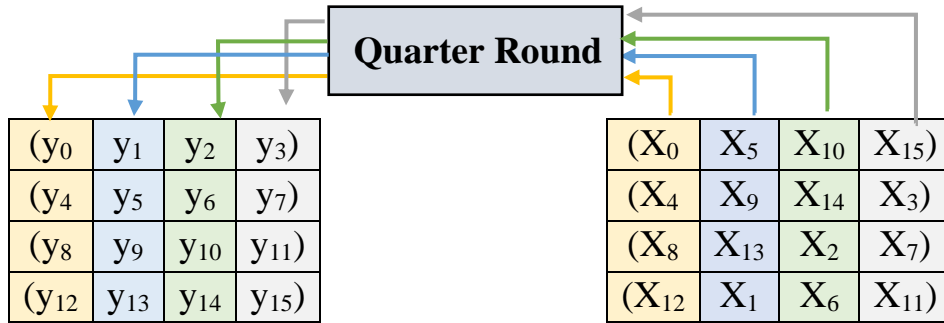 Quarter Round
(y₀ y₁ y₂ y₃)
(y₄ y₅ y₆ y₇)
(y₈ y₉ y₁₀ y₁₁)
(y₁₂ y₁₃ y₁₄ y₁₅)
(X₀ X₅ X₁₀ X₁₅)
(X₄ X₉ X₁₄ X₃)
(X₈ X₁₃ X₂ X₇)
(X₁₂ X₁ X₆ X₁₁)